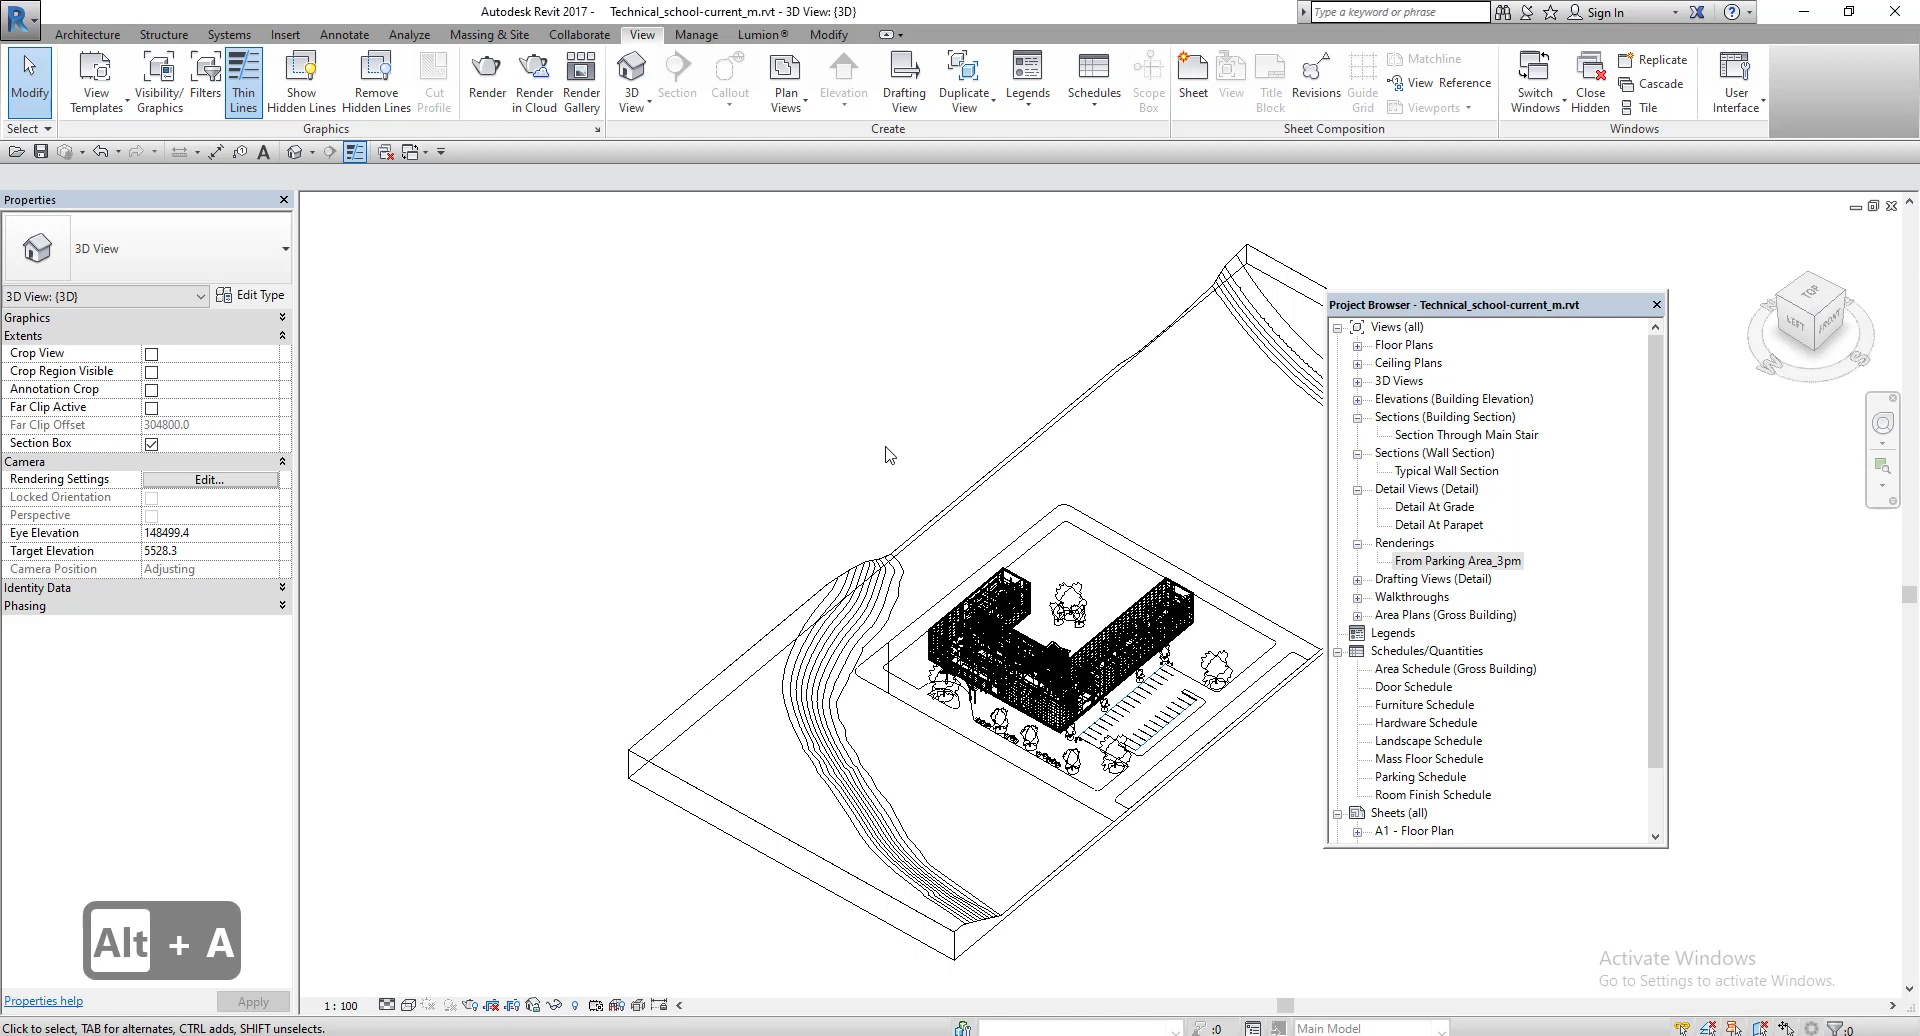 Autodesk Revit 2017 - Technical_school-current_m.rvt - 3D View: {3D}
Type a keyword or phrase
Sign In
Architecture Structure Systems Insert Annotate Analyze Massing & Site Collaborate View Manage Lumion® Modify
Modify
View Templates
Visibility/ Graphics
Filters
Thin Lines
Show Hidden Lines
Remove Hidden Lines
Cut Profile
Render
Render in Cloud
Render Gallery
3D View
Section
Callout
Plan Views
Elevation
Drafting View
Duplicate View
Legends
Schedules
Scope Box
Sheet
View
Title Block
Revisions
Guide Grid
Matchline
View Reference
Viewports
Switch Windows
Close Hidden
Replicate
Cascade
Tile
User Interface
Select
Graphics
Create
Sheet Composition
Windows
A
Properties
3D View
3D View: {3D}
Edit Type
Graphics
Extents
Crop View
Crop Region Visible
Annotation Crop
Far Clip Active
Far Clip Offset 304800.0
Section Box
Camera
Rendering Settings Edit...
Locked Orientation
Perspective
Eye Elevation 148499.4
Target Elevation 5528.3
Camera Position Adjusting
Identity Data
Phasing
Alt + A
Properties help
Apply
Project Browser - Technical_school-current_m.rvt
Views (all)
Floor Plans
Ceiling Plans
3D Views
Elevations (Building Elevation)
Sections (Building Section)
Section Through Main Stair
Sections (Wall Section)
Typical Wall Section
Detail Views (Detail)
Detail At Grade
Detail At Parapet
Renderings
From Parking Area_3pm
Drafting Views (Detail)
Walkthroughs
Area Plans (Gross Building)
Legends
Schedules/Quantities
Area Schedule (Gross Building)
Door Schedule
Furniture Schedule
Hardware Schedule
Landscape Schedule
Mass Floor Schedule
Parking Schedule
Room Finish Schedule
Sheets (all)
A1 - Floor Plan
TOP
LEFT
FRONT
W
S
Activate Windows
Go to Settings to activate Windows.
1 : 100
Click to select, TAB for alternates, CTRL adds, SHIFT unselects.
:0
Main Model
:0